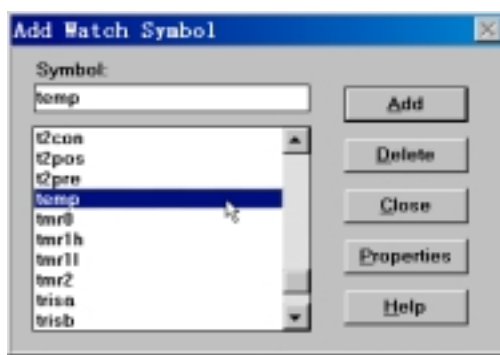 Add Watch Symbol
Symbol:
temp
Add
t2con
t2pos
t2pre
temp
tmr0
tmr1h
tmr1l
tmr2
trisa
trisb
Delete
Close
Properties
Help